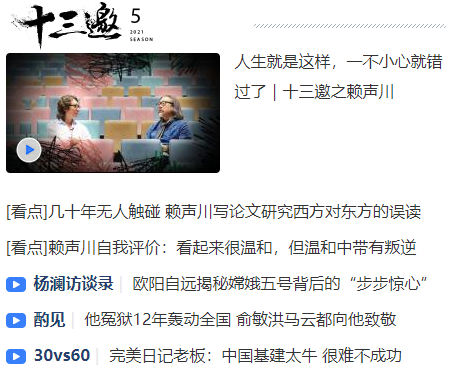 十三邀 5
2021
SEASON
人生就是这样，一不小心就错
过了 | 十三邀之赖声川
[看点]几十年无人触碰 赖声川写论文研究西方对东方的误读
[看点]赖声川自我评价：看起来很温和，但温和中带有叛逆
杨澜访谈录 | 欧阳自远揭秘嫦娥五号背后的“步步惊心”
酌见 | 他冤狱12年轰动全国 俞敏洪马云都向他致敬
30vs60 | 完美日记老板：中国基建太牛 很难不成功